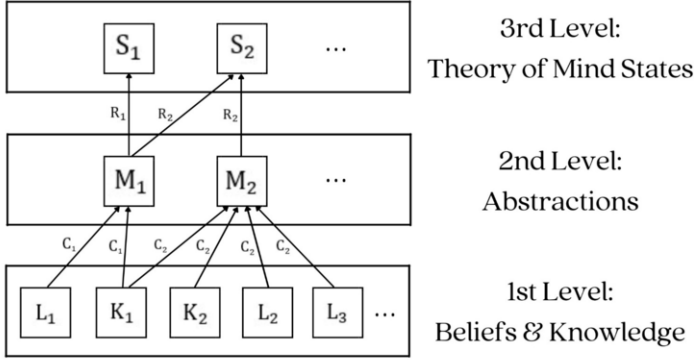 S₁ S₂ ...
3rd Level:
Theory of Mind States
R₁ R₂ R₂
M₁ M₂ ...
2nd Level:
Abstractions
C₁ C₁ C₂ C₂ C₂ C₂
L₁ K₁ K₂ L₂ L₃ ...
1st Level:
Beliefs & Knowledge